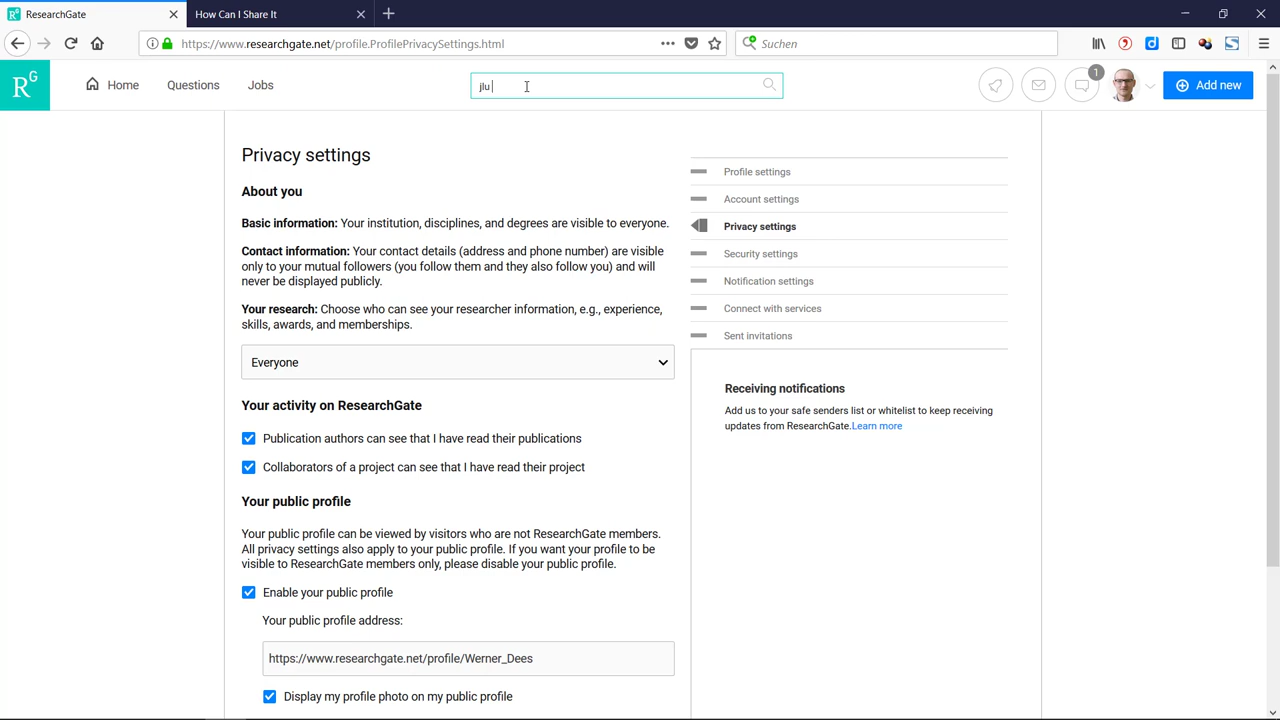 ResearchGate
How Can I Share It
https://www.researchgate.net/profile.ProfilePrivacySettings.html
Suchen
RG
Home
Questions
Jobs
jlu
1
Add new
Privacy settings
About you
Basic information: Your institution, disciplines, and degrees are visible to everyone.
Contact information: Your contact details (address and phone number) are visible
only to your mutual followers (you follow them and they also follow you) and will
never be displayed publicly.
Your research: Choose who can see your researcher information, e.g., experience,
skills, awards, and memberships.
Everyone
Your activity on ResearchGate
Publication authors can see that I have read their publications
Collaborators of a project can see that I have read their project
Your public profile
Your public profile can be viewed by visitors who are not ResearchGate members.
All privacy settings also apply to your public profile. If you want your profile to be
visible to ResearchGate members only, please disable your public profile.
Enable your public profile
Your public profile address:
https://www.researchgate.net/profile/Werner_Dees
Display my profile photo on my public profile
Profile settings
Account settings
Privacy settings
Security settings
Notification settings
Connect with services
Sent invitations
Receiving notifications
Add us to your safe senders list or whitelist to keep receiving
updates from ResearchGate.Learn more